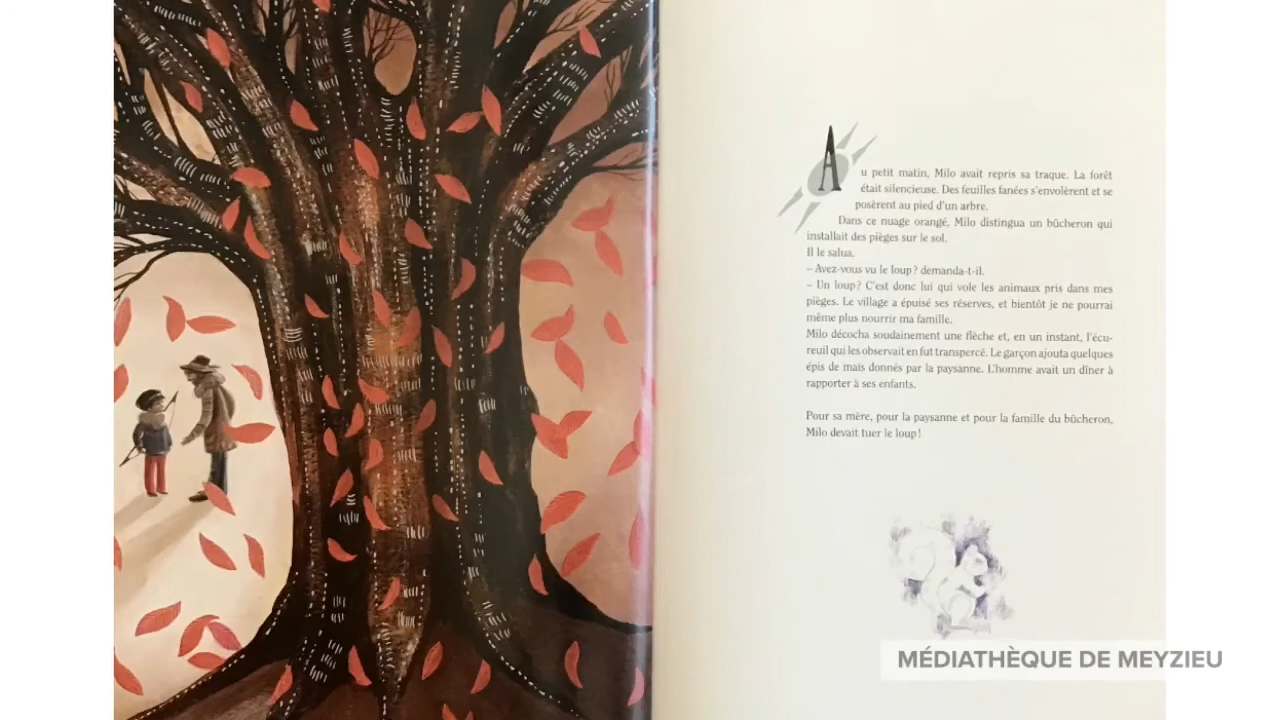 Au petit matin, Milo avait repris sa traque. La forêt
était silencieuse. Des feuilles fanées s'envolèrent et se
posèrent au pied d'un arbre.
Dans ce nuage orangé, Milo distingua un bûcheron qui
installait des pièges sur le sol.
Il le salua.
– Avez-vous vu le loup ? demanda-t-il.
– Un loup ? C'est donc lui qui vole les animaux pris dans mes
pièges. Le village a épuisé ses réserves, et bientôt je ne pourrai
même plus nourrir ma famille.
Milo décocha soudainement une flèche et, en un instant, l'écu-
reuil qui les observait en fut transpercé. Le garçon ajouta quelques
épis de maïs donnés par la paysanne. L'homme avait un dîner à
rapporter à ses enfants.
Pour sa mère, pour la paysanne et pour la famille du bûcheron,
Milo devait tuer le loup !
MÉDIATHÈQUE DE MEYZIEU